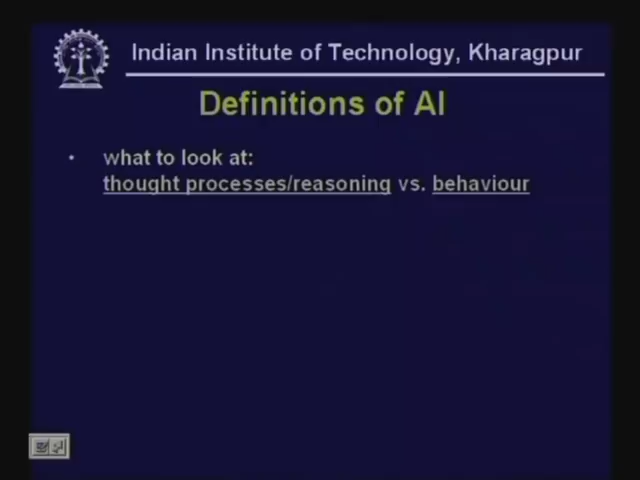 Indian Institute of Technology, Kharagpur
Definitions of AI
• what to look at:
thought processes/reasoning vs. behaviour